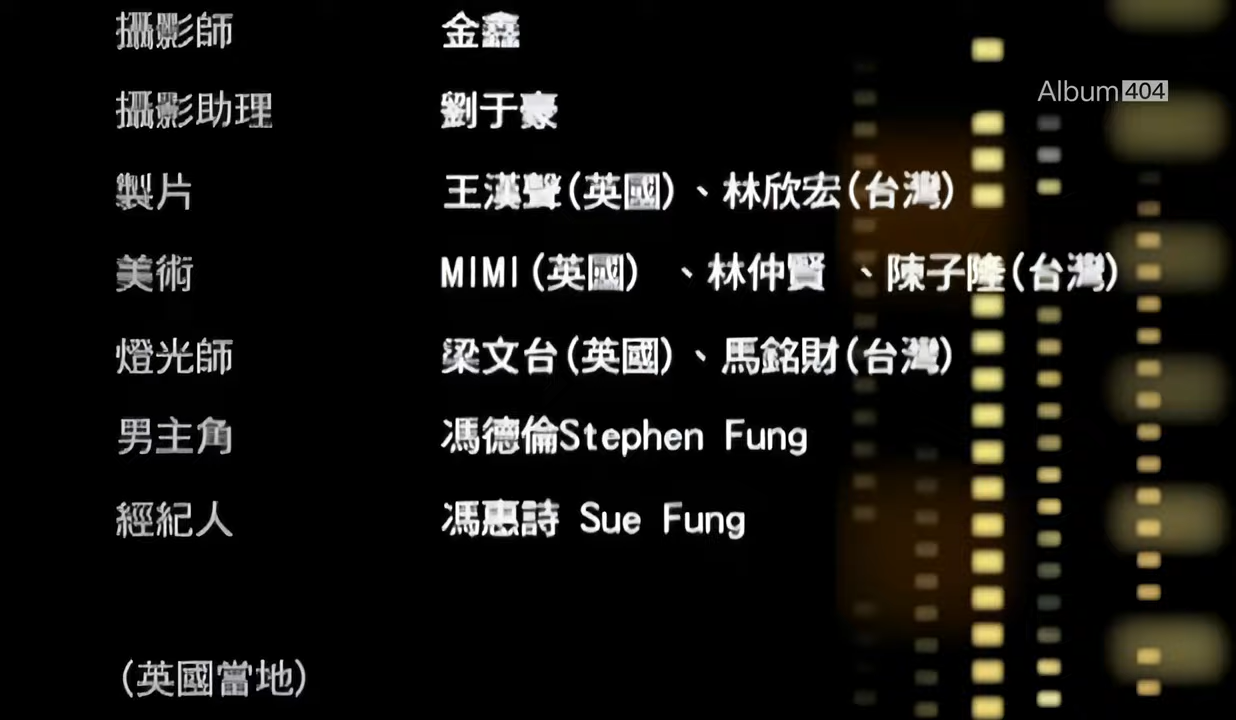 攝影師 金鑫
Album404
攝影助理 劉于豪
製片 王漢聲(英國)、林欣宏(台灣)
美術 MIMI(英國) 、林仲賢 、陳子隆(台灣)
燈光師 梁文台(英國)、馬銘財(台灣)
男主角 馮德倫Stephen Fung
經紀人 馮惠詩 Sue Fung
(英國當地)